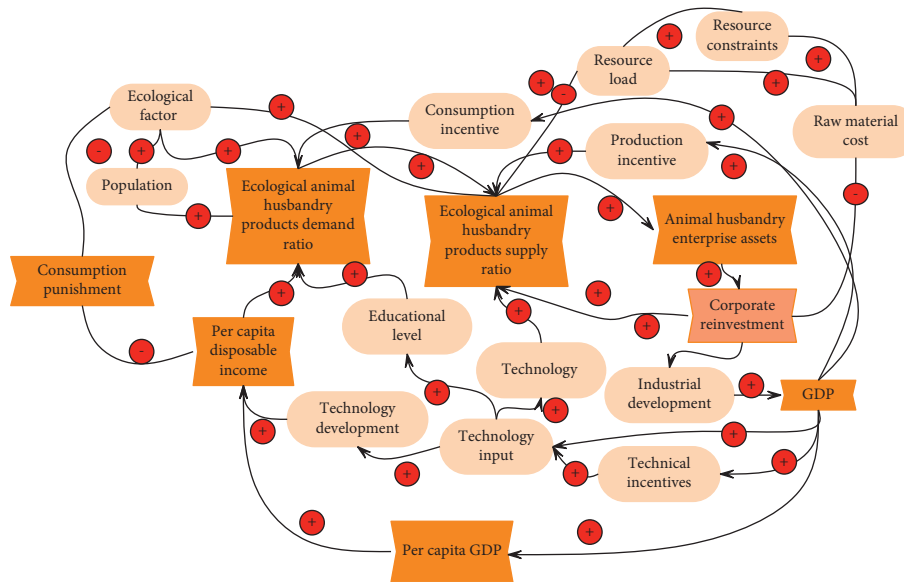 Resource
constraints
Resource
load
Ecological
factor
Consumption
incentive
Raw material
cost
Production
incentive
Population
Ecological animal
husbandry
products demand
ratio
Ecological animal
husbandry
products supply
ratio
Animal husbandry
enterprise assets
Consumption
punishment
Corporate
reinvestment
Educational
level
Per capita
disposable
income
Technology
Industrial
development
GDP
Technology
development
Technology
input
Technical
incentives
Per capita GDP
+
+
+
+
-
+
+
+
+
+
-
+
+
+
+
+
-
+
+
+
+
+
+
+
+
-
+
+
+
+
+
+
+
+
+
+